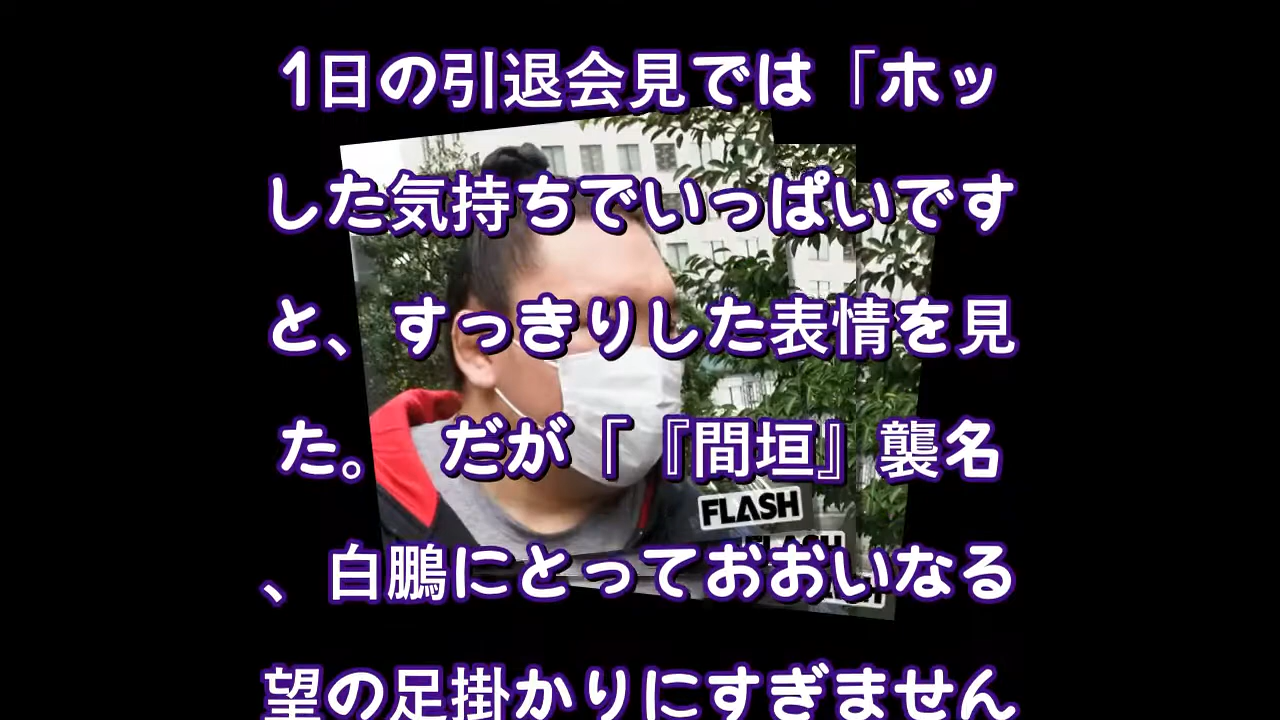 1日の引退会見では「ホッ
した気持ちでいっぱいです
と、すっきりした表情を見
た。 だが「『間垣』襲名
、白鵬にとっておおいなる
望の足掛かりにすぎません
FLASH
FLASH